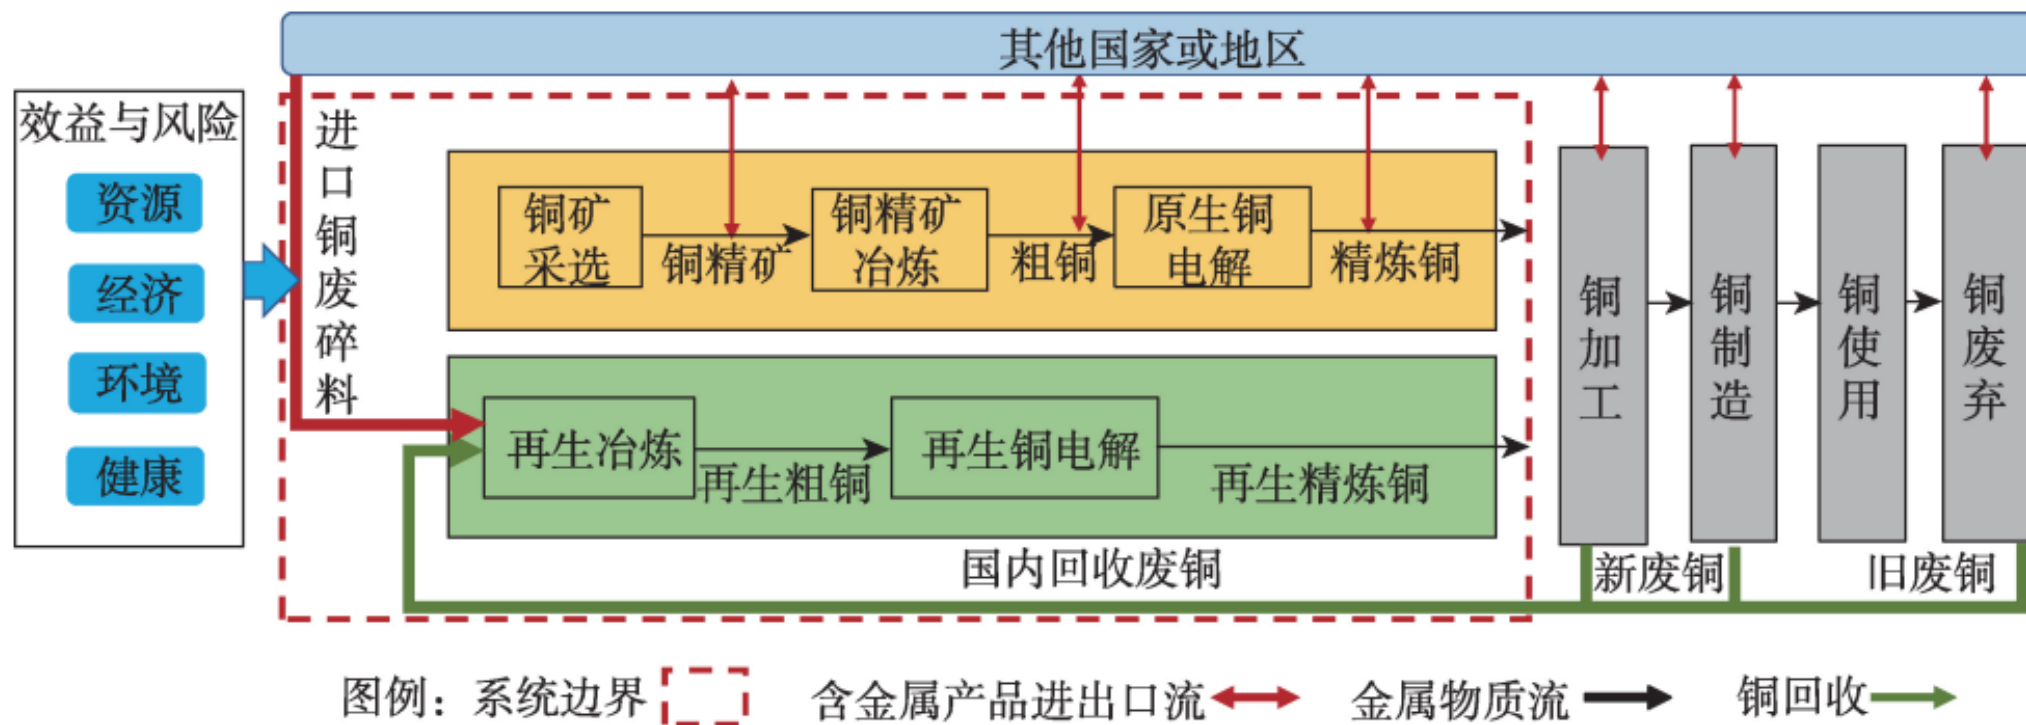 其他国家或地区
效益与风险
资源
经济
环境
健康
进口铜废碎料
铜矿
采选
铜精矿
铜精矿
冶炼
粗铜
原生铜
电解
精炼铜
再生冶炼
再生粗铜
再生铜电解
再生精炼铜
铜加工
铜制造
铜使用
铜废弃
国内回收废铜
新废铜
旧废铜
图例：系统边界
含金属产品进出口流
金属物质流
铜回收